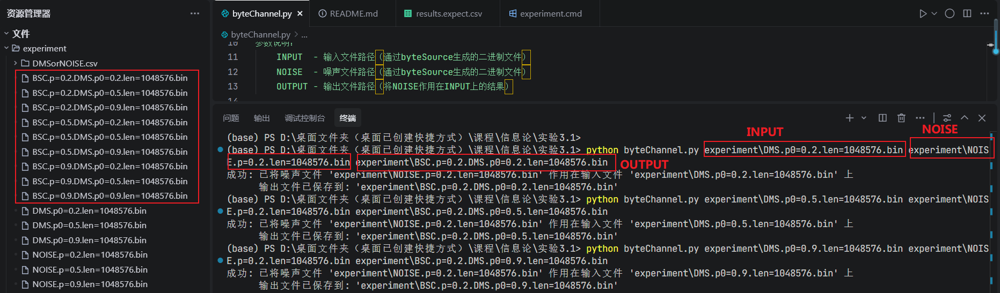 资源管理器
文件
experiment
DMSorNOISE.csv
BSC.p=0.2.DMS.p0=0.2.len=1048576.bin
BSC.p=0.2.DMS.p0=0.5.len=1048576.bin
BSC.p=0.2.DMS.p0=0.9.len=1048576.bin
BSC.p=0.5.DMS.p0=0.2.len=1048576.bin
BSC.p=0.5.DMS.p0=0.5.len=1048576.bin
BSC.p=0.5.DMS.p0=0.9.len=1048576.bin
BSC.p=0.9.DMS.p0=0.2.len=1048576.bin
BSC.p=0.9.DMS.p0=0.5.len=1048576.bin
BSC.p=0.9.DMS.p0=0.9.len=1048576.bin
DMS.p0=0.2.len=1048576.bin
DMS.p0=0.5.len=1048576.bin
DMS.p0=0.9.len=1048576.bin
NOISE.p=0.2.len=1048576.bin
NOISE.p=0.5.len=1048576.bin
NOISE.p=0.9.len=1048576.bin
byteChannel.py README.md results.expect.csv experiment.cmd
byteChannel.py > ...
10 参数说明:
11 INPUT - 输入文件路径（通过byteSource生成的二进制文件）
12 NOISE - 噪声文件路径（通过byteSource生成的二进制文件）
13 OUTPUT - 输出文件路径（将NOISE作用在INPUT上的结果）
14
问题 输出 调试控制台 终端
INPUT NOISE
(base) PS D:\桌面文件夹（桌面已创建快捷方式）\课程\信息论\实验3.1>
(base) PS D:\桌面文件夹（桌面已创建快捷方式）\课程\信息论\实验3.1> python byteChannel.py experiment\DMS.p0=0.2.len=1048576.bin experiment\NOIS
E.p=0.2.len=1048576.bin experiment\BSC.p=0.2.DMS.p0=0.2.len=1048576.bin OUTPUT
成功: 已将噪声文件 'experiment\NOISE.p=0.2.len=1048576.bin' 作用在输入文件 'experiment\DMS.p0=0.2.len=1048576.bin' 上
输出文件已保存到: 'experiment\BSC.p=0.2.DMS.p0=0.2.len=1048576.bin'
(base) PS D:\桌面文件夹（桌面已创建快捷方式）\课程\信息论\实验3.1> python byteChannel.py experiment\DMS.p0=0.5.len=1048576.bin experiment\NOIS
E.p=0.2.len=1048576.bin experiment\BSC.p=0.2.DMS.p0=0.5.len=1048576.bin
成功: 已将噪声文件 'experiment\NOISE.p=0.2.len=1048576.bin' 作用在输入文件 'experiment\DMS.p0=0.5.len=1048576.bin' 上
输出文件已保存到: 'experiment\BSC.p=0.2.DMS.p0=0.5.len=1048576.bin'
(base) PS D:\桌面文件夹（桌面已创建快捷方式）\课程\信息论\实验3.1> python byteChannel.py experiment\DMS.p0=0.9.len=1048576.bin experiment\NOIS
E.p=0.2.len=1048576.bin experiment\BSC.p=0.2.DMS.p0=0.9.len=1048576.bin
成功: 已将噪声文件 'experiment\NOISE.p=0.2.len=1048576.bin' 作用在输入文件 'experiment\DMS.p0=0.9.len=1048576.bin' 上
输出文件已保存到: 'experiment\BSC.p=0.2.DMS.p0=0.9.len=1048576.bin'